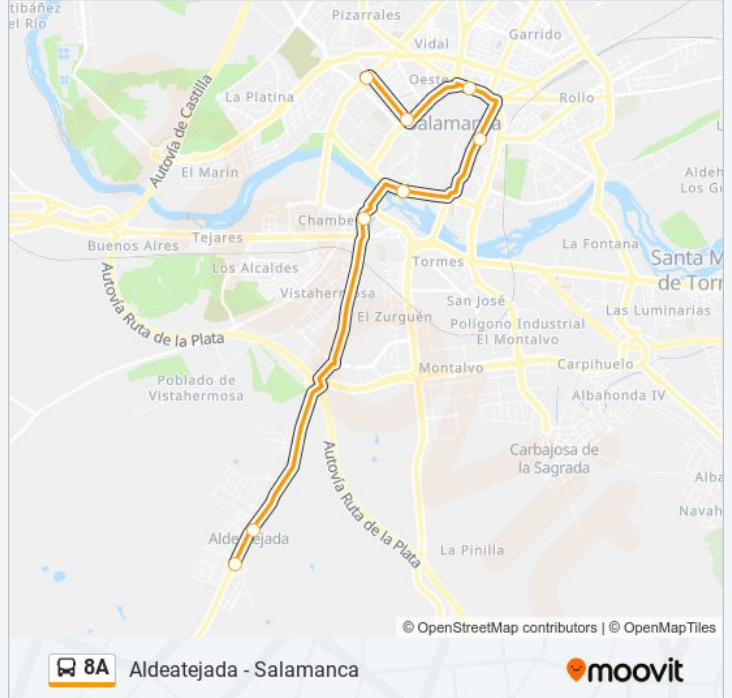 tibáñez
el Río
Pizarrales
Garrido
Vidal
Oeste
La Platina
Rollo
Salamanca
Autovía de Castilla
El Marín
Aldeh
Los Gu
Chamberí
Tejares
Buenos Aires
La Fontana
Tormes
Santa M
de Torm
Los Alcaldes
Vistahermosa
San José
Las Luminarias
El Zurguén
Polígono Industrial
El Montalvo
Autovía Ruta de la Plata
Montalvo
Carpihuelo
Poblado de
Vistahermosa
Albahonda IV
Carbajosa de
la Sagrada
Autovía Ruta de la Plata
Alba
Navah
Aldeatejada
La Pinilla
© OpenStreetMap contributors | © OpenMapTiles
8A Aldeatejada - Salamanca
moovit